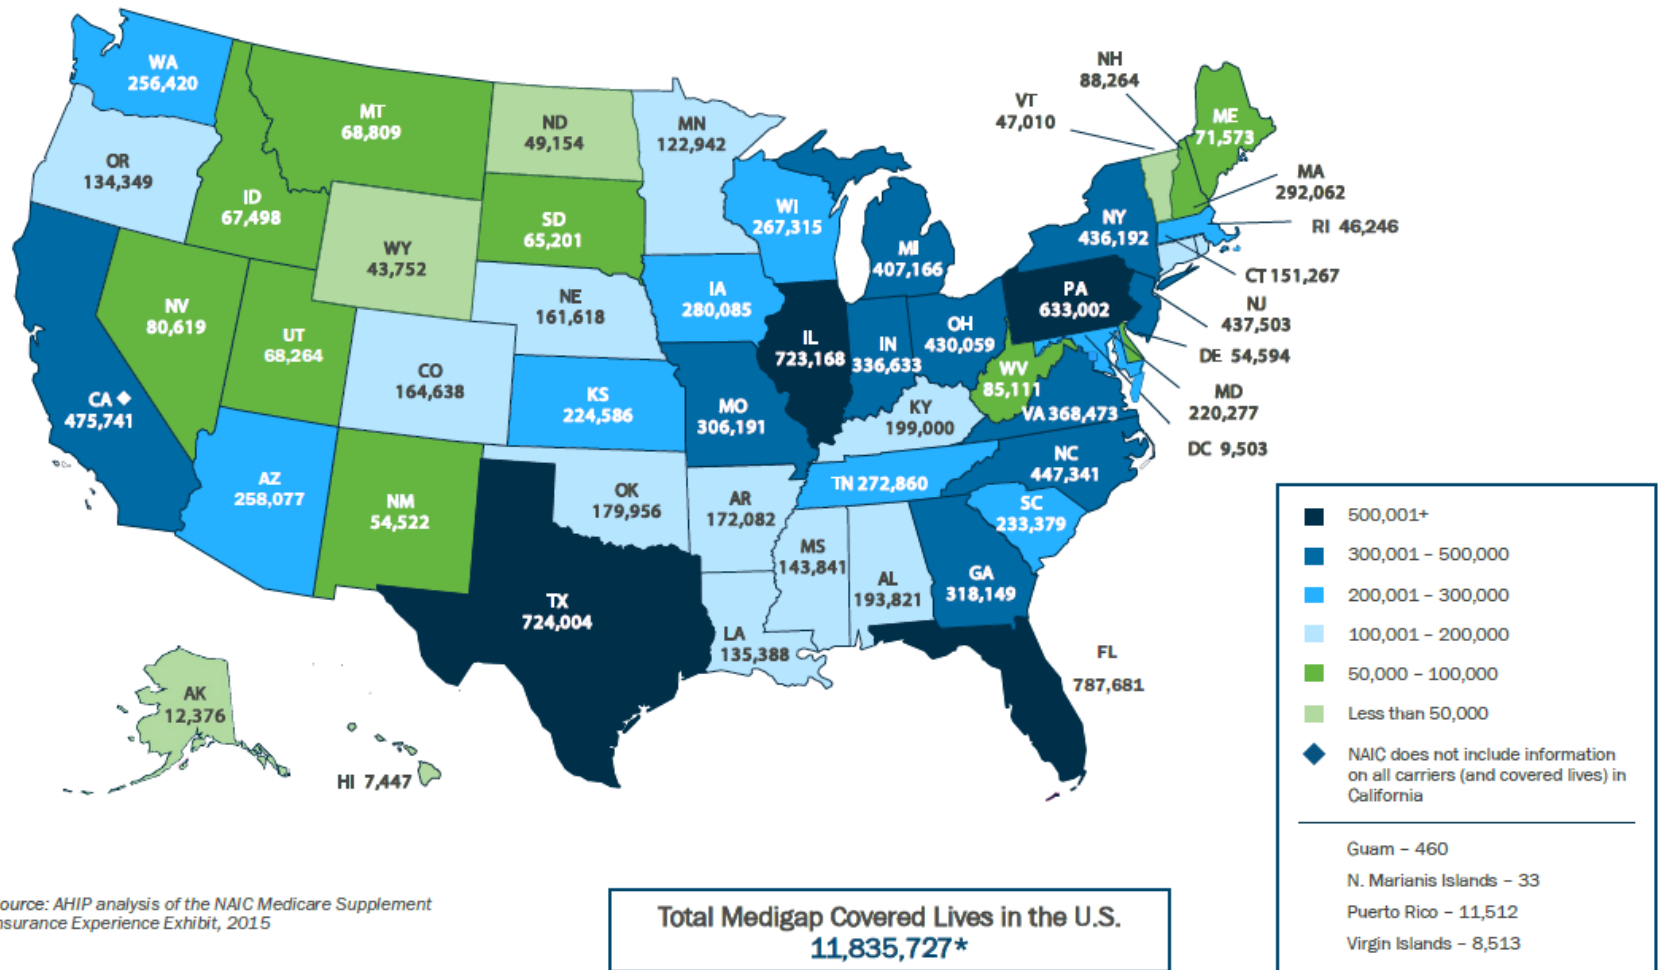 WA
256,420
OR
134,349
MT
68,809
ID
67,498
ND
49,154
SD
65,201
MN
122,942
WI
267,315
WY
43,752
NV
80,619
UT
68,264
CA
475,741
NE
161,618
IA
280,085
CO
164,638
KS
224,586
MO
306,191
IL
723,168
IN
336,633
MI
407,166
OH
430,059
KY
199,000
WV
85,111
VA 368,473
PA
633,002
NY
436,192
NH
88,264
VT
47,010
ME
71,573
MA
292,062
RI 46,246
CT 151,267
NJ
437,503
DE 54,594
MD
220,277
DC 9,503
AZ
258,077
NM
54,522
OK
179,956
AR
172,082
TN 272,860
NC
447,341
SC
233,379
MS
143,841
AL
193,821
GA
318,149
LA
135,388
TX
724,004
FL
787,681
AK
12,376
HI 7,447
500,001+
300,001 – 500,000
200,001 – 300,000
100,001 – 200,000
50,000 – 100,000
Less than 50,000
NAIC does not include information
on all carriers (and covered lives) in
California
Guam – 460
N. Marianis Islands – 33
Puerto Rico – 11,512
Virgin Islands – 8,513
ource: AHIP analysis of the NAIC Medicare Supplement
nsurance Experience Exhibit, 2015
Total Medigap Covered Lives in the U.S.
11,835,727*